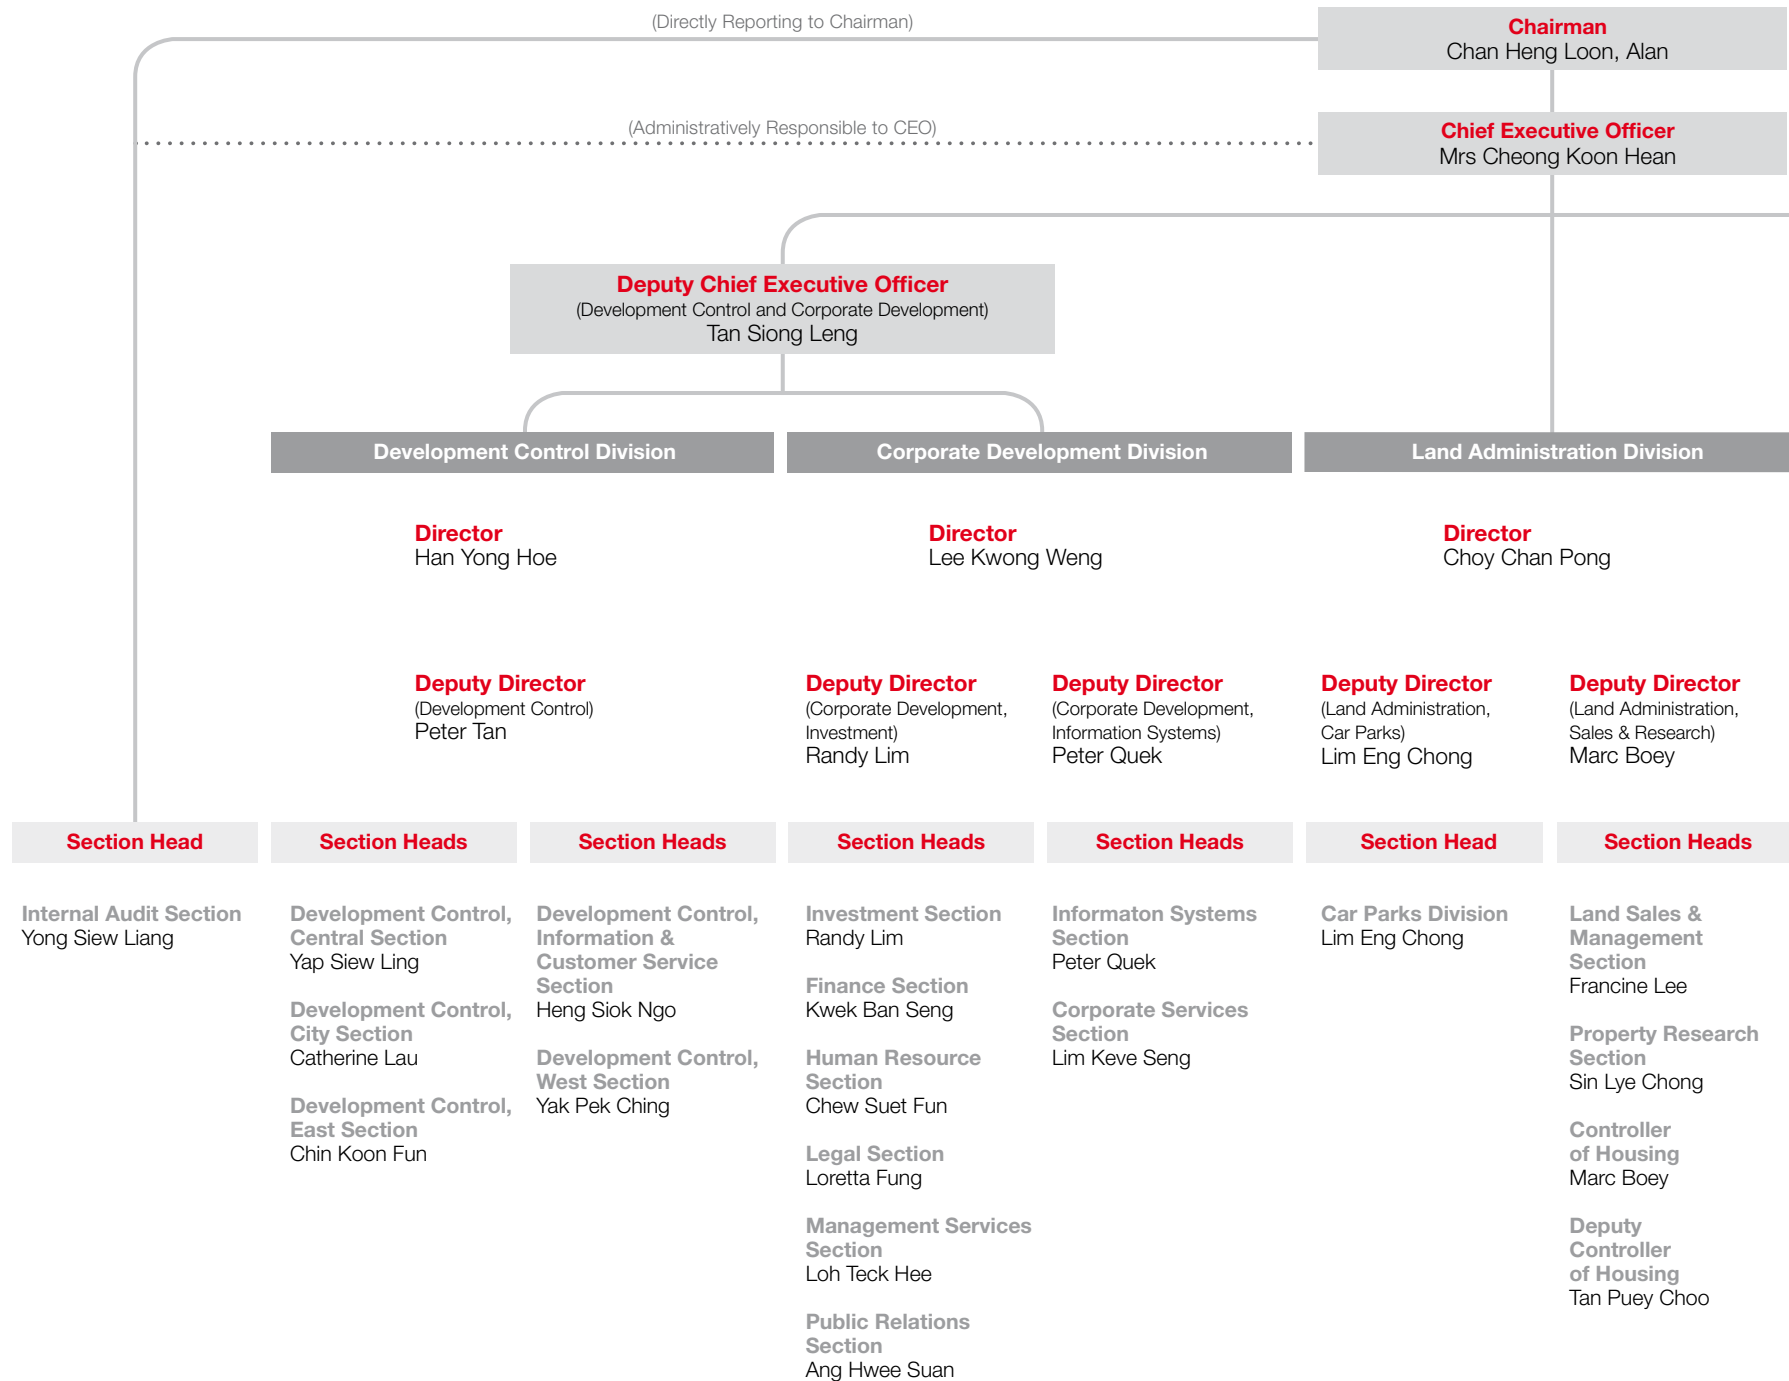 (Directly Reporting to Chairman)
Chairman
Chan Heng Loon, Alan
(Administratively Responsible to CEO)
Chief Executive Officer
Mrs Cheong Koon Hean
Deputy Chief Executive Officer
(Development Control and Corporate Development)
Tan Siong Leng
Development Control Division
Corporate Development Division
Land Administration Division
Director
Han Yong Hoe
Director
Lee Kwong Weng
Director
Choy Chan Pong
Deputy Director
(Development Control)
Peter Tan
Deputy Director
(Corporate Development,
Investment)
Randy Lim
Deputy Director
(Corporate Development,
Information Systems)
Peter Quek
Deputy Director
(Land Administration,
Car Parks)
Lim Eng Chong
Deputy Director
(Land Administration,
Sales & Research)
Marc Boey
Section Head
Internal Audit Section
Yong Siew Liang
Section Heads
Development Control,
Central Section
Yap Siew Ling
Development Control,
City Section
Catherine Lau
Development Control,
East Section
Chin Koon Fun
Section Heads
Development Control,
Information &
Customer Service
Section
Heng Siok Ngo
Development Control,
West Section
Yak Pek Ching
Section Heads
Investment Section
Randy Lim
Finance Section
Kwek Ban Seng
Human Resource
Section
Chew Suet Fun
Legal Section
Loretta Fung
Management Services
Section
Loh Teck Hee
Public Relations
Section
Ang Hwee Suan
Section Heads
Informaton Systems
Section
Peter Quek
Corporate Services
Section
Lim Keve Seng
Section Head
Car Parks Division
Lim Eng Chong
Section Heads
Land Sales &
Management
Section
Francine Lee
Property Research
Section
Sin Lye Chong
Controller
of Housing
Marc Boey
Deputy
Controller
of Housing
Tan Puey Choo